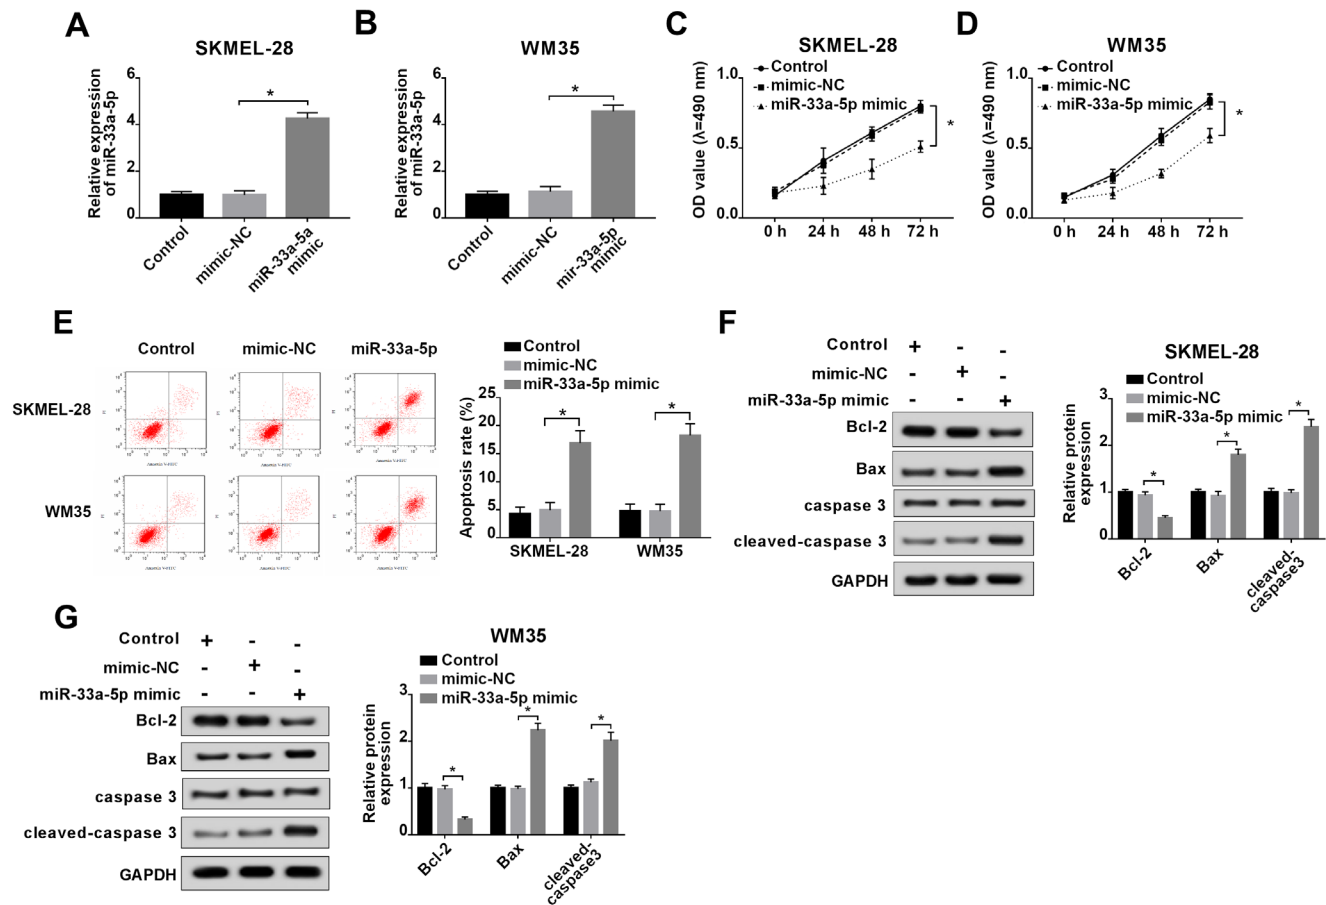 A
SKMEL-28
Relative expression
of miR-33a-5p
6
4
2
0
*
Control
mimic-NC
miR-33a-5a
mimic
B
WM35
Relative expression
of miR-33a-5p
6
4
2
0
*
Control
mimic-NC
mir-33a-5p
mimic
C
SKMEL-28
OD value (λ=490 nm)
1.0
0.5
0.0
Control
mimic-NC
miR-33a-5p mimic
*
0 h 24 h 48 h 72 h
D
WM35
OD value (λ=490 nm)
1.0
0.5
0.0
Control
mimic-NC
miR-33a-5p mimic
*
0 h 24 h 48 h 72 h
E
Control mimic-NC miR-33a-5p
SKMEL-28
WM35
Control
mimic-NC
miR-33a-5p mimic
Apoptosis rate (%)
25
20
15
10
5
0
* *
SKMEL-28 WM35
F
Control + - -
mimic-NC - + -
miR-33a-5p mimic - - +
Bcl-2
Bax
caspase 3
cleaved-caspase 3
GAPDH
SKMEL-28
Control
mimic-NC
miR-33a-5p mimic
Relative protein
expression
3
2
1
0
* * *
Bcl-2
Bax
cleaved-
caspase3
G
Control + - -
mimic-NC - + -
miR-33a-5p mimic - - +
Bcl-2
Bax
caspase 3
cleaved-caspase 3
GAPDH
WM35
Control
mimic-NC
miR-33a-5p mimic
Relative protein
expression
3
2
1
0
* * *
Bcl-2
Bax
cleaved-
caspase3